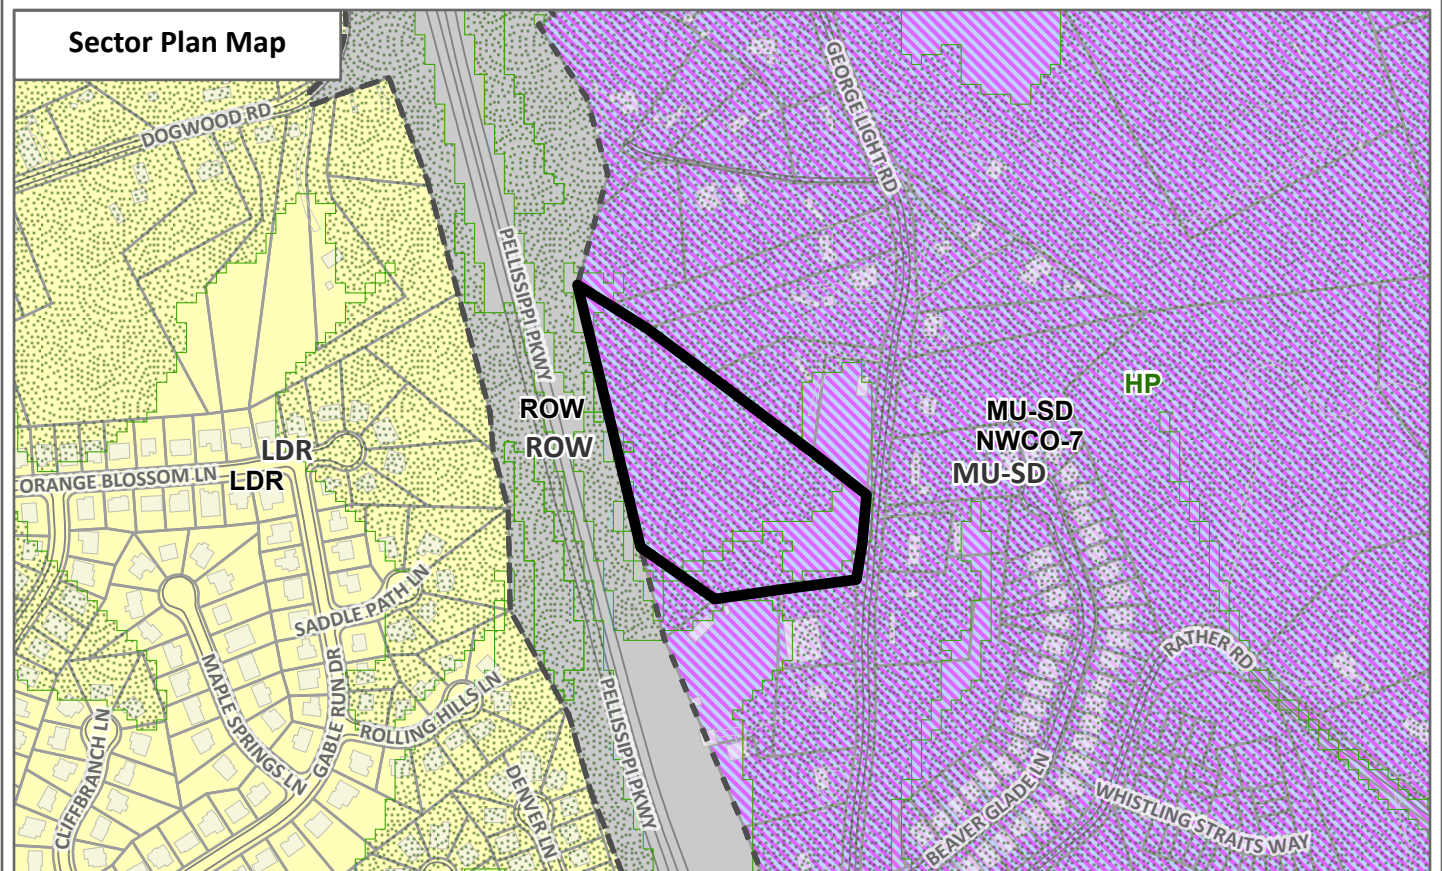 Sector Plan Map
DOGWOOD RD
GEORGE LIGHT RD
PELLISSIPPI PKWY
HP
ROW
ROW
MU-SD
NWCO-7
MU-SD
LDR
LDR
ORANGE BLOSSOM LN
SADDLE PATH LN
MAPLE SPRINGS LN
GABLE RUN DR
ROLLING HILLS LN
CLIFFBRANCH LN
DENVER LN
PELLISSIPPI PKWY
RATHER RD
BEAVER GLADE LN
WHISTLING STRAITS WAY